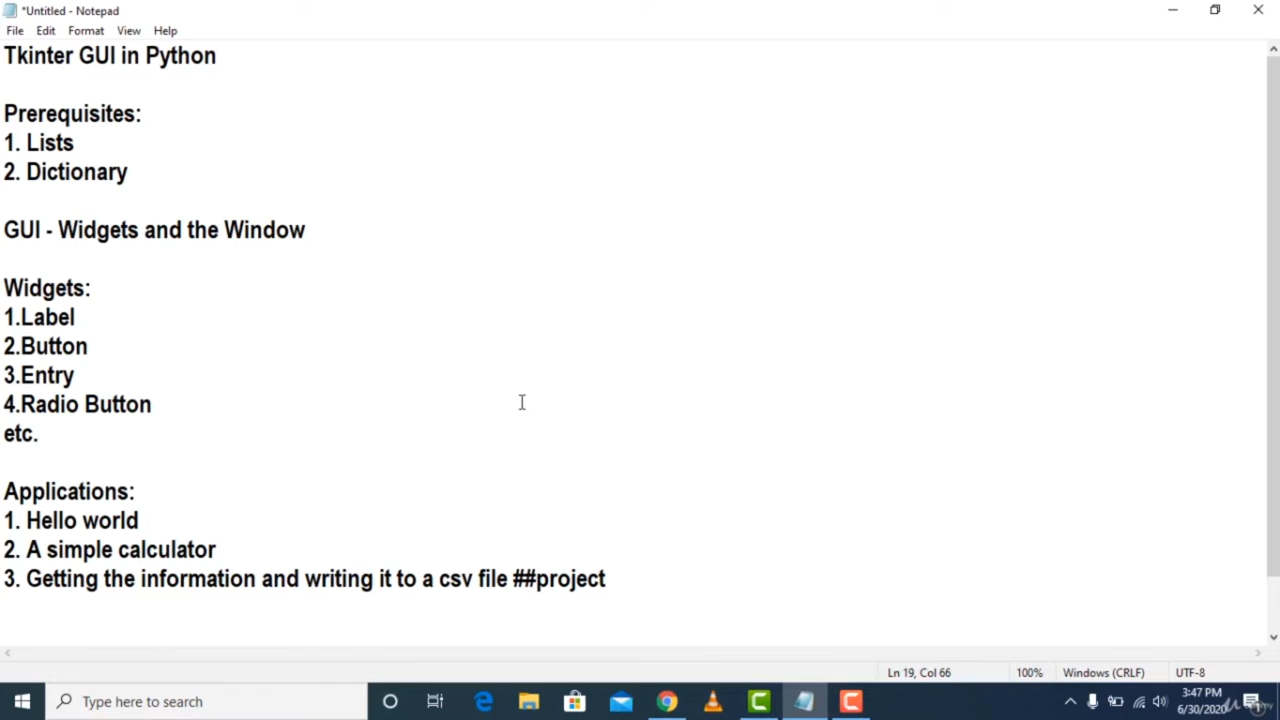 *Untitled - Notepad
File Edit Format View Help
Tkinter GUI in Python
Prerequisites:
1. Lists
2. Dictionary
GUI - Widgets and the Window
Widgets:
1.Label
2.Button
3.Entry
4.Radio Button
etc.
Applications:
1. Hello world
2. A simple calculator
3. Getting the information and writing it to a csv file ##project
Ln 19, Col 66 100% Windows (CRLF) UTF-8
Type here to search
3:47 PM
6/30/2020